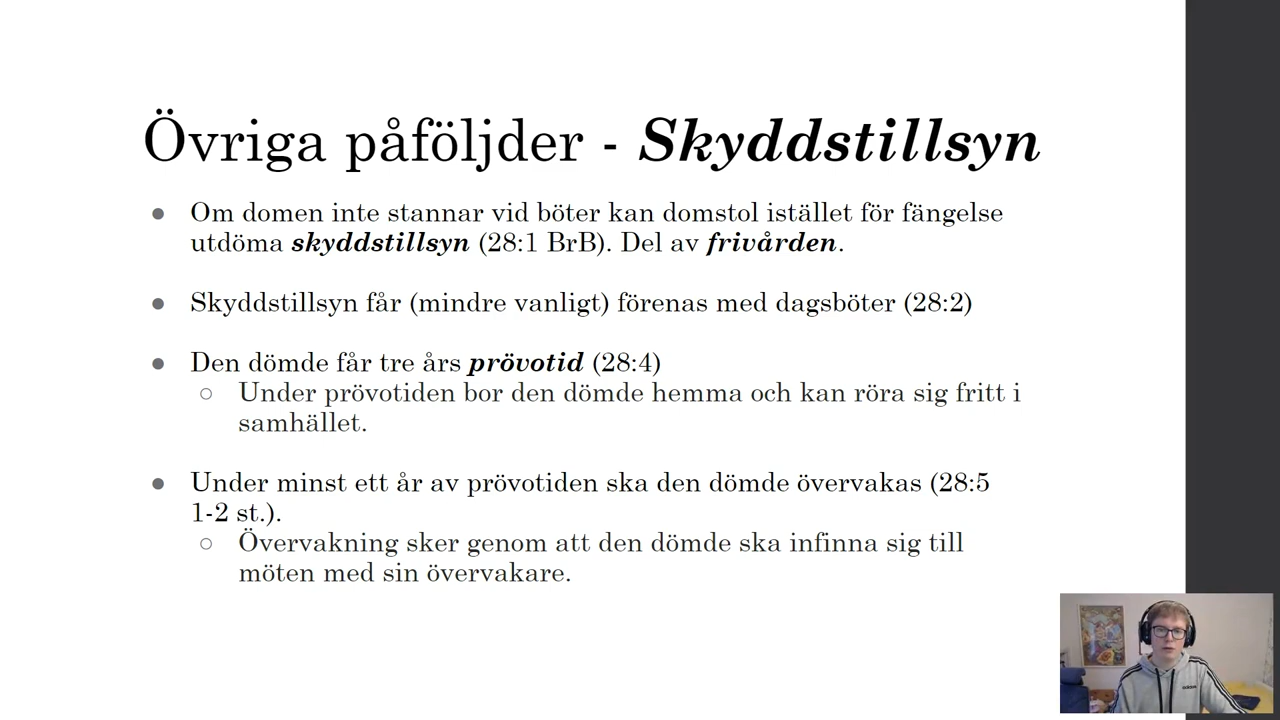 Övriga påföljder - Skyddstillsyn
● Om domen inte stannar vid böter kan domstol istället för fängelse
utdöma skyddstillsyn (28:1 BrB). Del av frivården.
● Skyddstillsyn får (mindre vanligt) förenas med dagsböter (28:2)
● Den dömde får tre års prövotid (28:4)
○ Under prövotiden bor den dömde hemma och kan röra sig fritt i
samhället.
● Under minst ett år av prövotiden ska den dömde övervakas (28:5
1-2 st.).
○ Övervakning sker genom att den dömde ska infinna sig till
möten med sin övervakare.
adidas